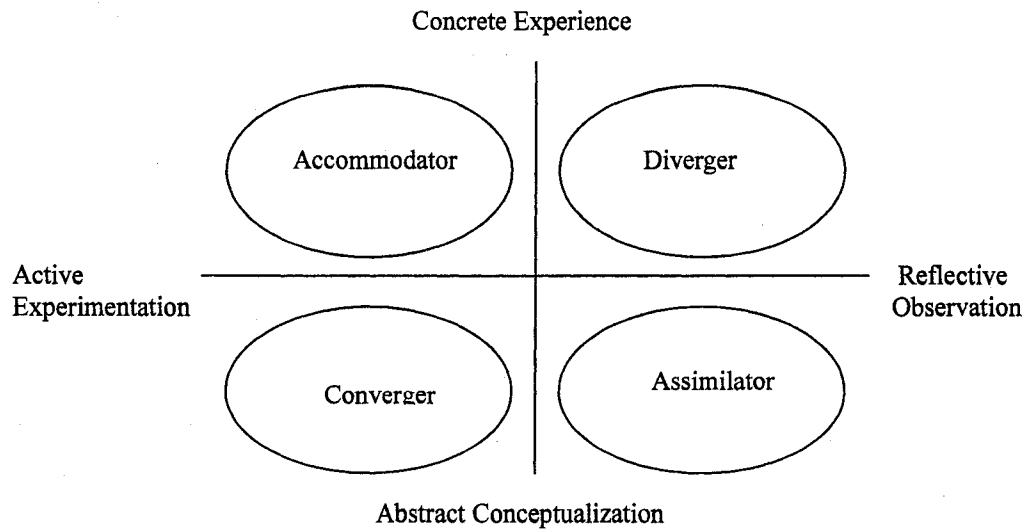 Concrete Experience
Accommodator
Diverger
Active
Experimentation
Reflective
Observation
Converger
Assimilator
Abstract Conceptualization